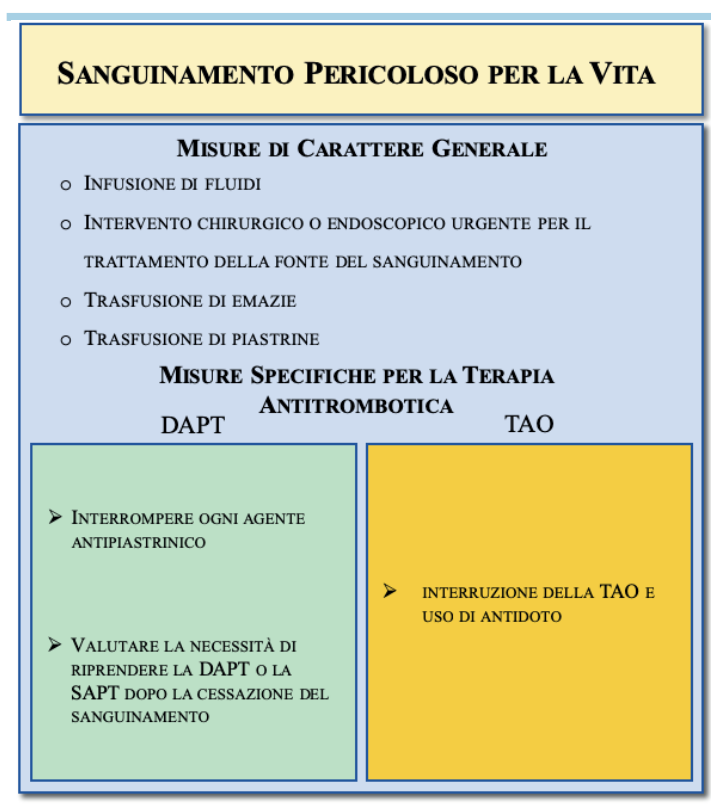 SANGUINAMENTO PERICOLOSO PER LA VITA
MISURE DI CARATTERE GENERALE
o INFUSIONE DI FLUIDI
o INTERVENTO CHIRURGICO O ENDOSCOPICO URGENTE PER IL
TRATTAMENTO DELLA FONTE DEL SANGUINAMENTO
o TRASFUSIONE DI EMAZIE
o TRASFUSIONE DI PIASTRINE
MISURE SPECIFICHE PER LA TERAPIA
ANTITROMBOTICA
DAPT
TAO
➢ INTERROMPERE OGNI AGENTE
ANTIPIASTRINICO
➢ VALUTARE LA NECESSITÀ DI
RIPRENDERE LA DAPT O LA
SAPT DOPO LA CESSAZIONE DEL
SANGUINAMENTO
➢ INTERRUZIONE DELLA TAO E
USO DI ANTIDOTO